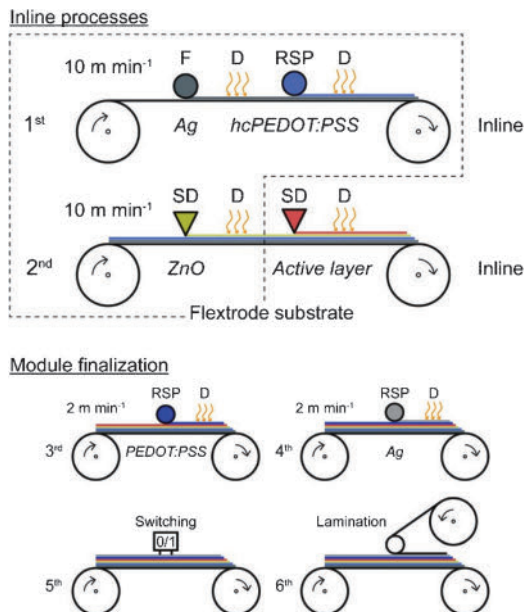 Inline processes
10 m min⁻¹ F D RSP D
1st Ag hcPEDOT:PSS Inline
10 m min⁻¹ SD D SD D
2nd ZnO Active layer Inline
Flextrode substrate
Module finalization
2 m min⁻¹ RSP D 2 m min⁻¹ RSP D
3rd PEDOT:PSS 4th Ag
Switching Lamination
0/1
5th 6th